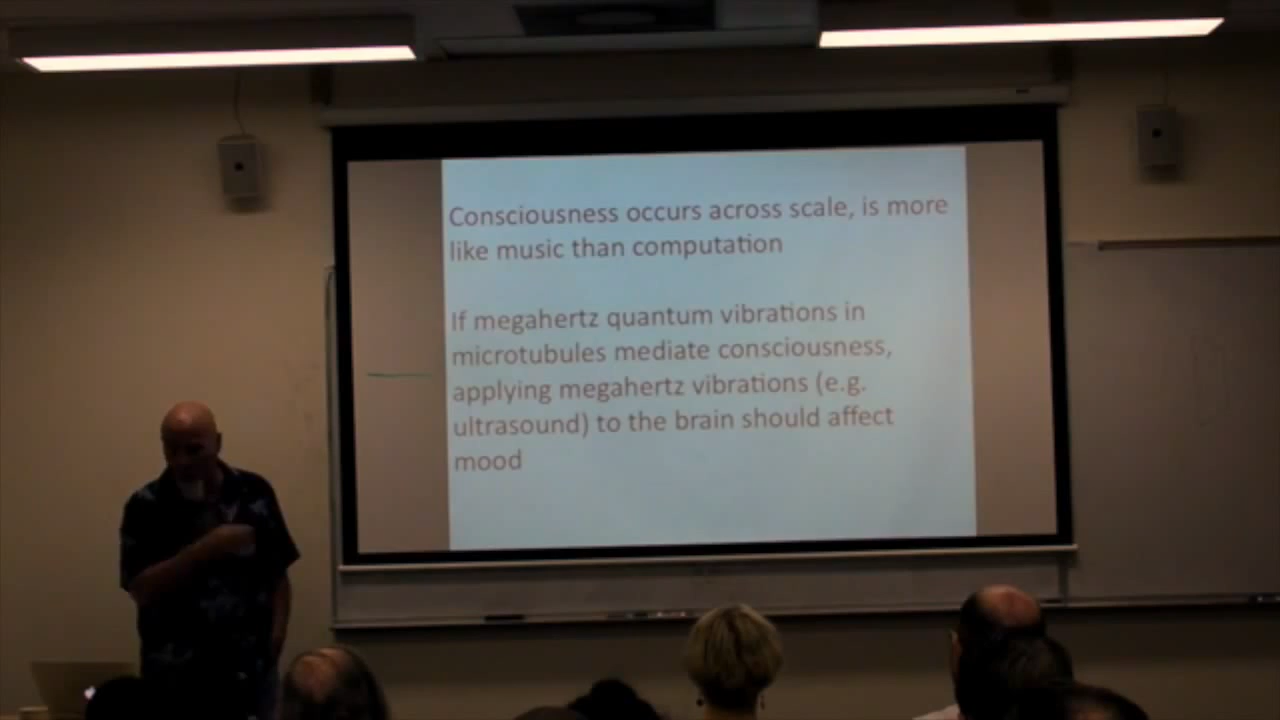 Consciousness occurs across scale, is more
like music than computation
If megahertz quantum vibrations in
microtubules mediate consciousness,
applying megahertz vibrations (e.g.
ultrasound) to the brain should affect
mood